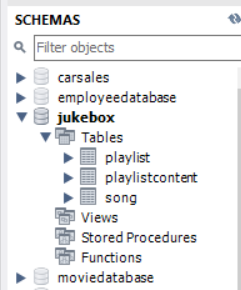 SCHEMAS
Filter objects
carsales
employeedatabase
jukebox
Tables
playlist
playlistcontent
song
Views
Stored Procedures
Functions
moviedatabase